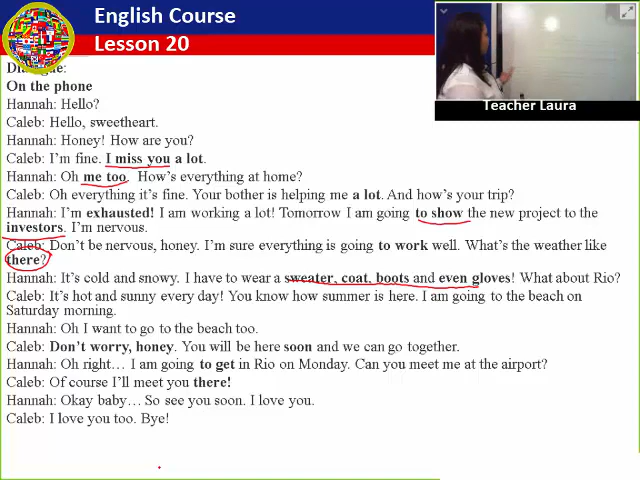 English Course
Lesson 20
Teacher Laura
Dialogue:
On the phone
Hannah: Hello?
Caleb: Hello, sweetheart.
Hannah: Honey! How are you?
Caleb: I'm fine. I miss you a lot.
Hannah: Oh me too. How's everything at home?
Caleb: Oh everything it's fine. Your bother is helping me a lot. And how's your trip?
Hannah: I'm exhausted! I am working a lot! Tomorrow I am going to show the new project to the
investors. I'm nervous.
Caleb: Don't be nervous, honey. I'm sure everything is going to work well. What's the weather like
there?
Hannah: It's cold and snowy. I have to wear a sweater, coat, boots and even gloves! What about Rio?
Caleb: It's hot and sunny every day! You know how summer is here. I am going to the beach on
Saturday morning.
Hannah: Oh I want to go to the beach too.
Caleb: Don't worry, honey. You will be here soon and we can go together.
Hannah: Oh right… I am going to get in Rio on Monday. Can you meet me at the airport?
Caleb: Of course I'll meet you there!
Hannah: Okay baby… So see you soon. I love you.
Caleb: I love you too. Bye!